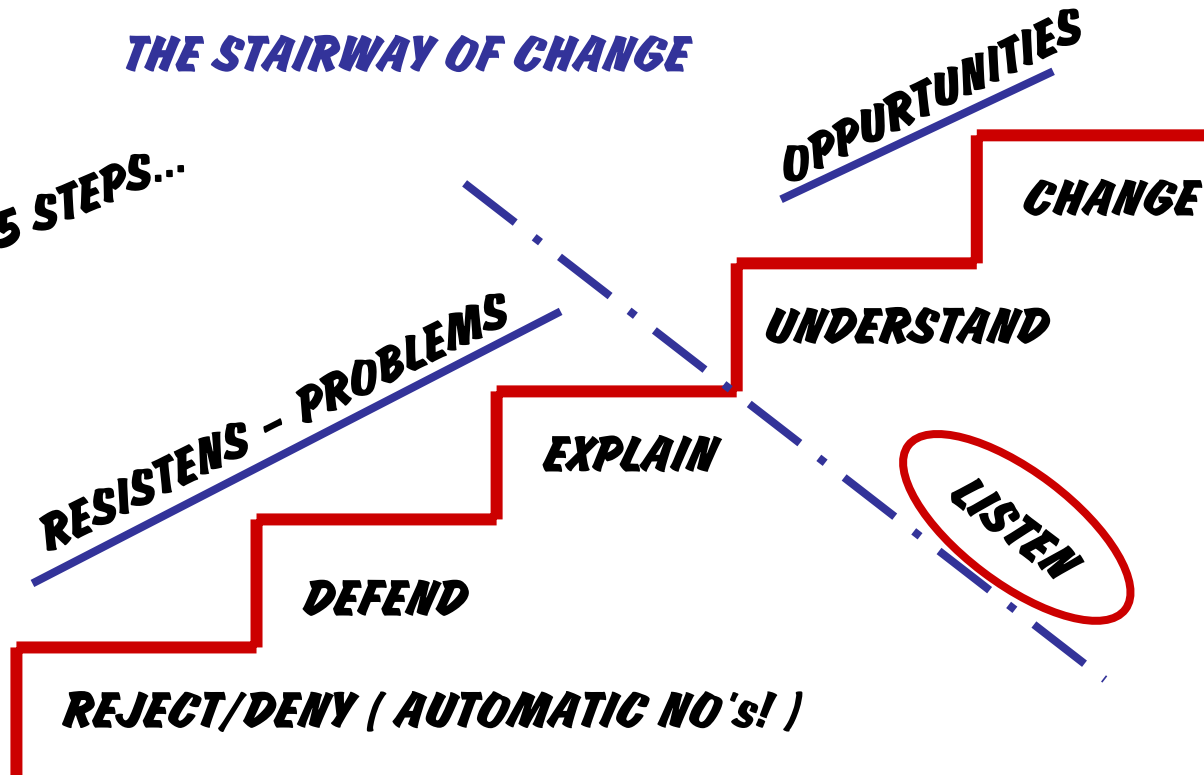 THE STAIRWAY OF CHANGE
OPPURTUNITIES
5 STEPS...
CHANGE
RESISTENS - PROBLEMS
UNDERSTAND
EXPLAIN
LISTEN
DEFEND
REJECT/DENY ( AUTOMATIC NO's! )